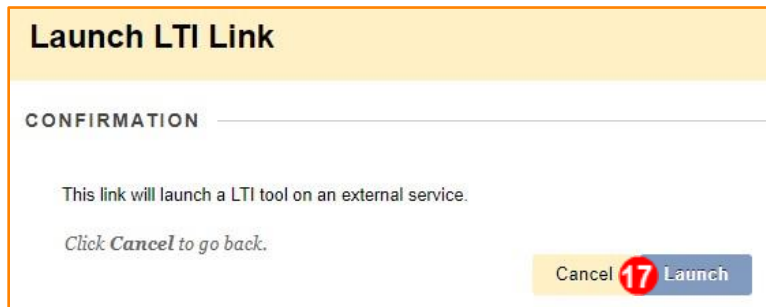 Launch LTI Link
CONFIRMATION
This link will launch a LTI tool on an external service.
Click Cancel to go back.
Cancel 17 Launch